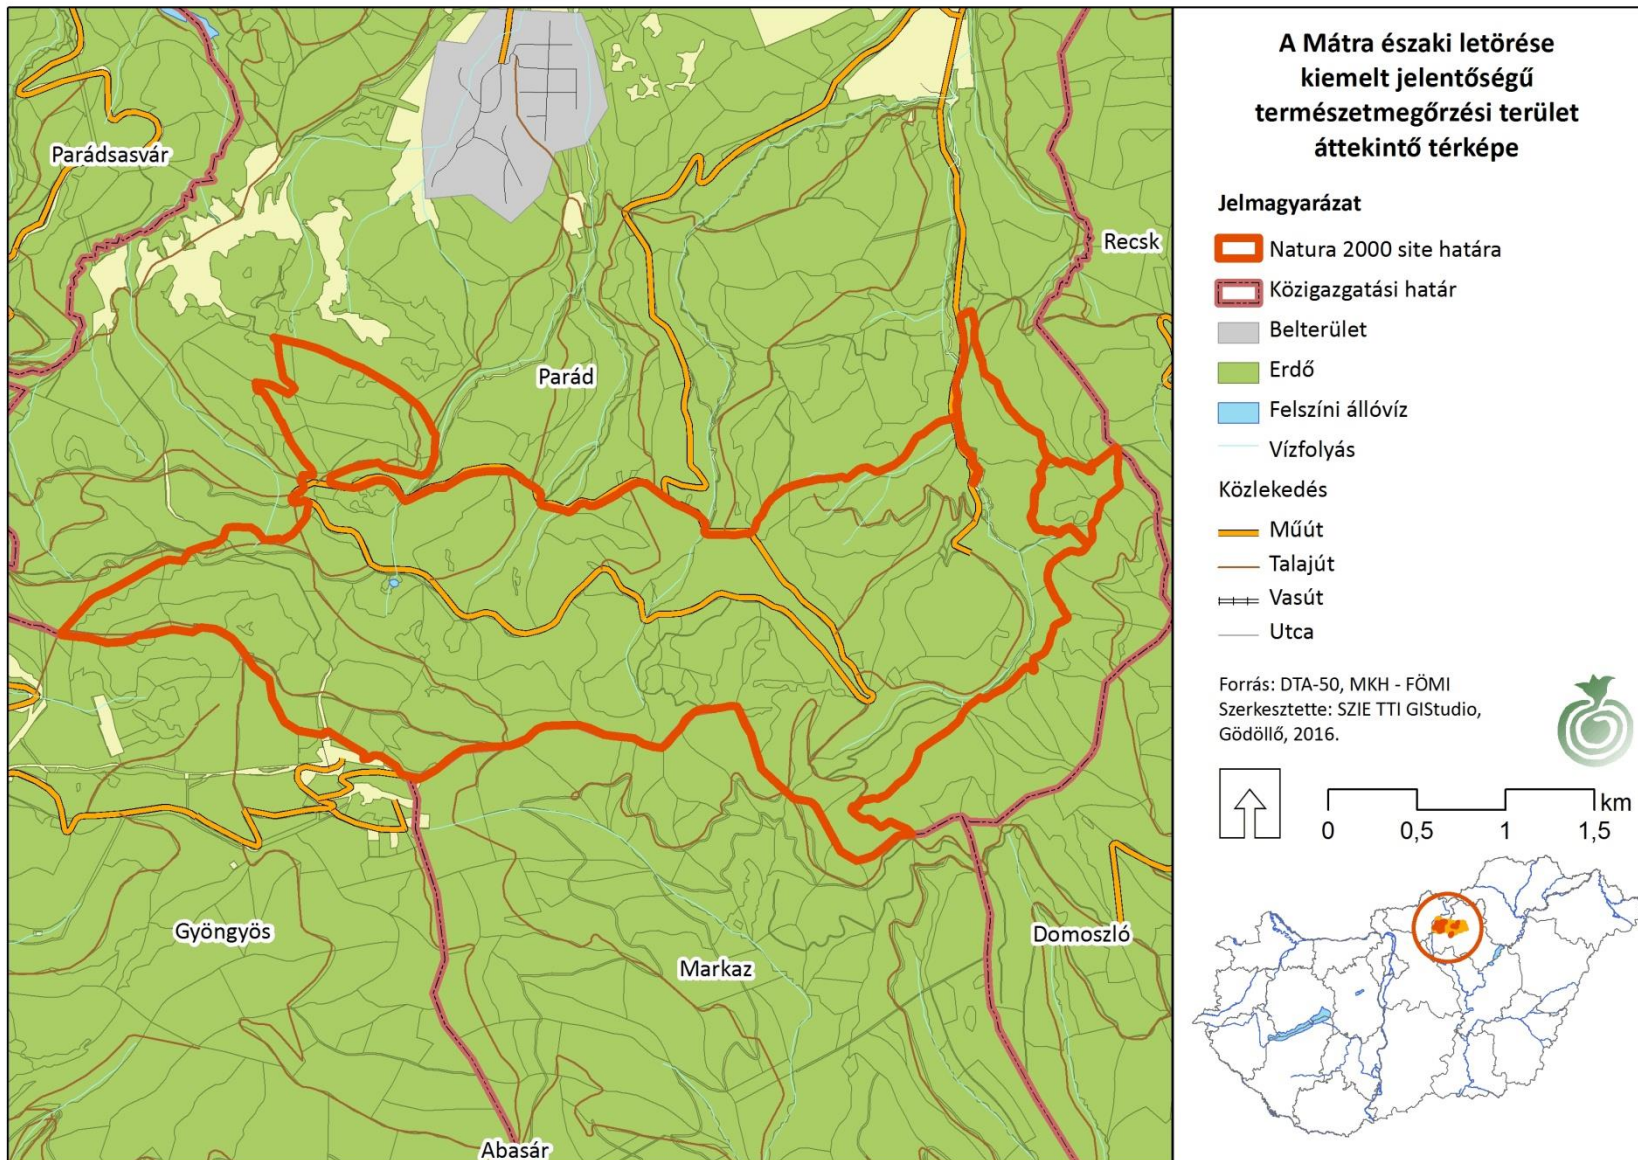 A Mátra északi letörése
kiemelt jelentőségű
természetmegőrzési terület
áttekintő térképe
Jelmagyarázat
Natura 2000 site határa
Közigazgatási határ
Belterület
Erdő
Felszíni állóvíz
Vízfolyás
Közlekedés
Műút
Talajút
Vasút
Utca
Forrás: DTA-50, MKH - FÖMI
Szerkesztette: SZIE TTI GIStudio,
Gödöllő, 2016.
km
0 0,5 1 1,5
Parádsasvár
Recsk
Parád
Gyöngyös
Markaz
Domoszló
Abasár